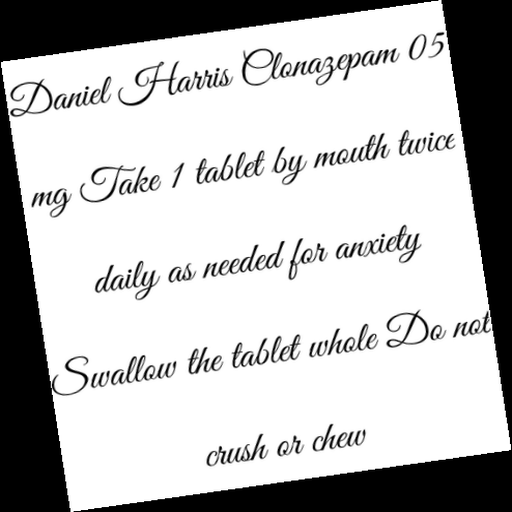 Daniel Harris Clonazepam 05
mg Take 1 tablet by mouth twice
daily as needed for anxiety
Swallow the tablet whole Do not
crush or chew